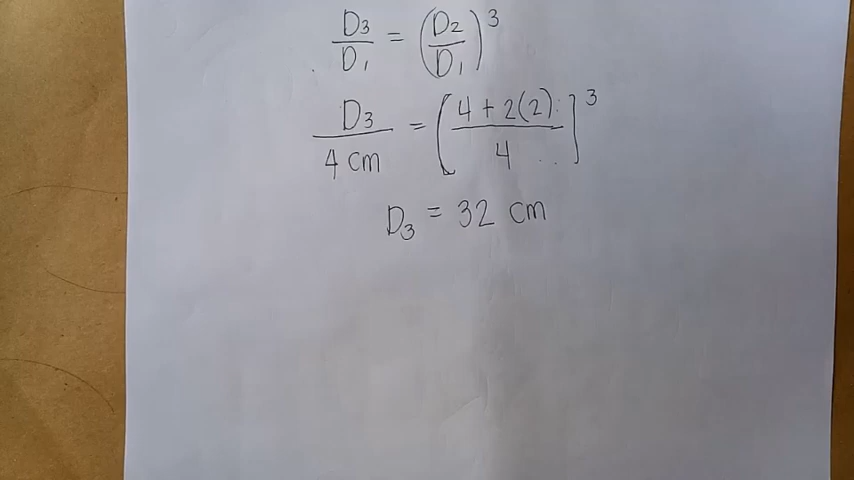 D₃/D₁ = (D₂/D₁)³
D₃/4 cm = [4 + 2(2)/4]³
D₃ = 32 cm